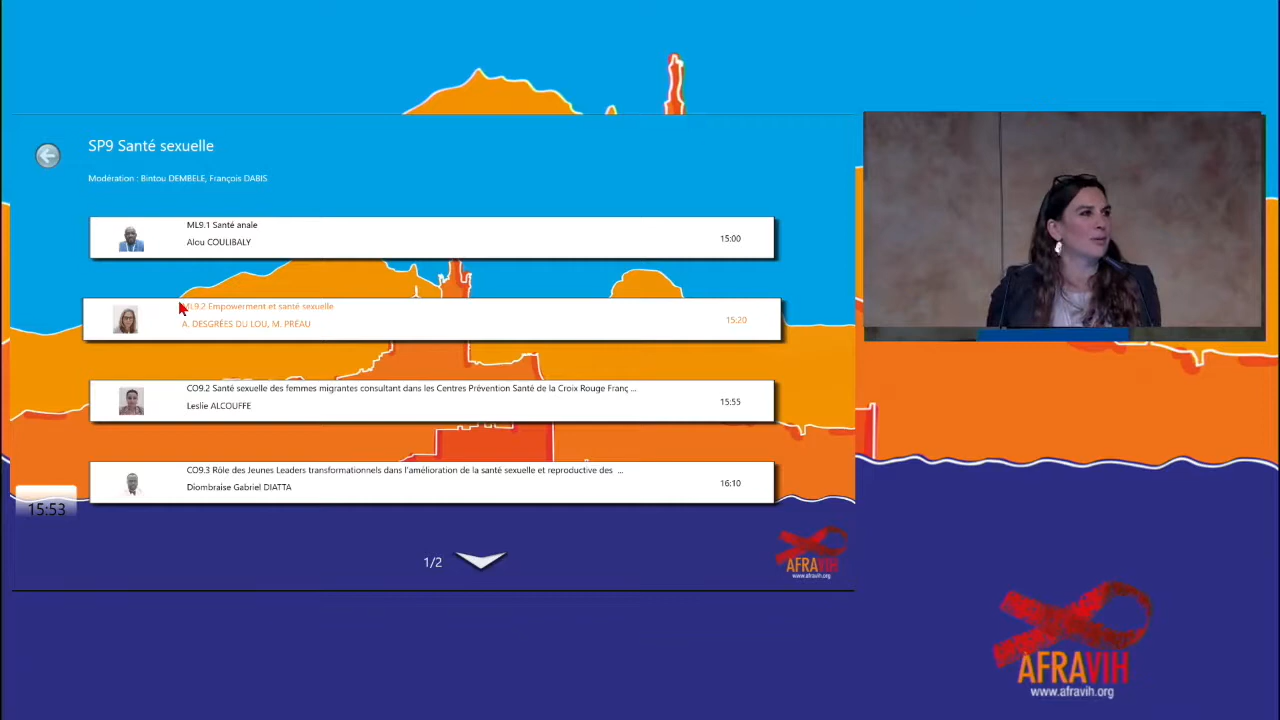 SP9 Santé sexuelle
Modération : Bintou DEMBELE, François DABIS
ML9.1 Santé anale
Alou COULIBALY
15:00
ML9.2 Empowerment et santé sexuelle
A. DESGRÉES DU LOU, M. PRÉAU
15:20
CO9.2 Santé sexuelle des femmes migrantes consultant dans les Centres Prévention Santé de la Croix Rouge Franç ...
Leslie ALCOUFFE
15:55
CO9.3 Rôle des Jeunes Leaders transformationnels dans l'amélioration de la santé sexuelle et reproductive des ...
Diombraise Gabriel DIATTA
16:10
15:53
1/2
AFRAVIH
www.afravih.org
AFRAVIH
www.afravih.org